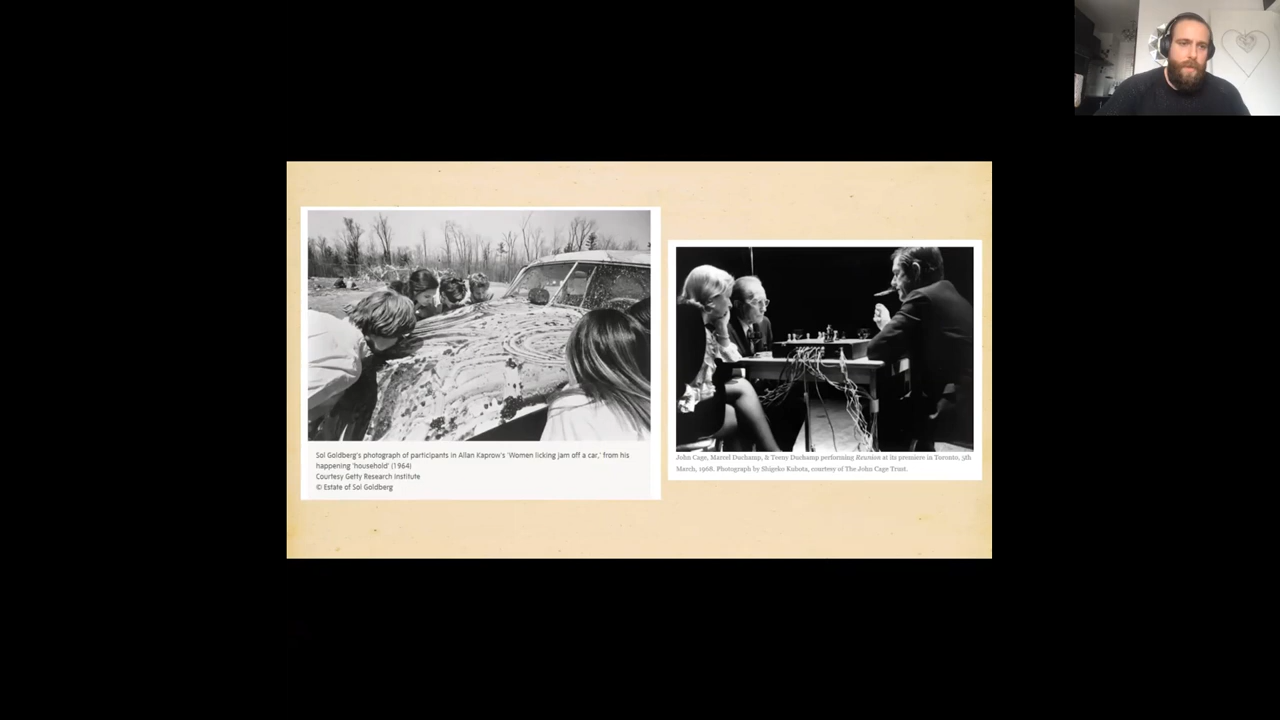 Sol Goldberg's photograph of participants in Allan Kaprow's 'Women licking jam off a car,' from his
happening 'household' (1964)
Courtesy Getty Research Institute
© Estate of Sol Goldberg
John Cage, Marcel Duchamp, & Teeny Duchamp performing Reunion at its premiere in Toronto, 5th
March, 1968. Photograph by Shigeko Kubota, courtesy of The John Cage Trust.